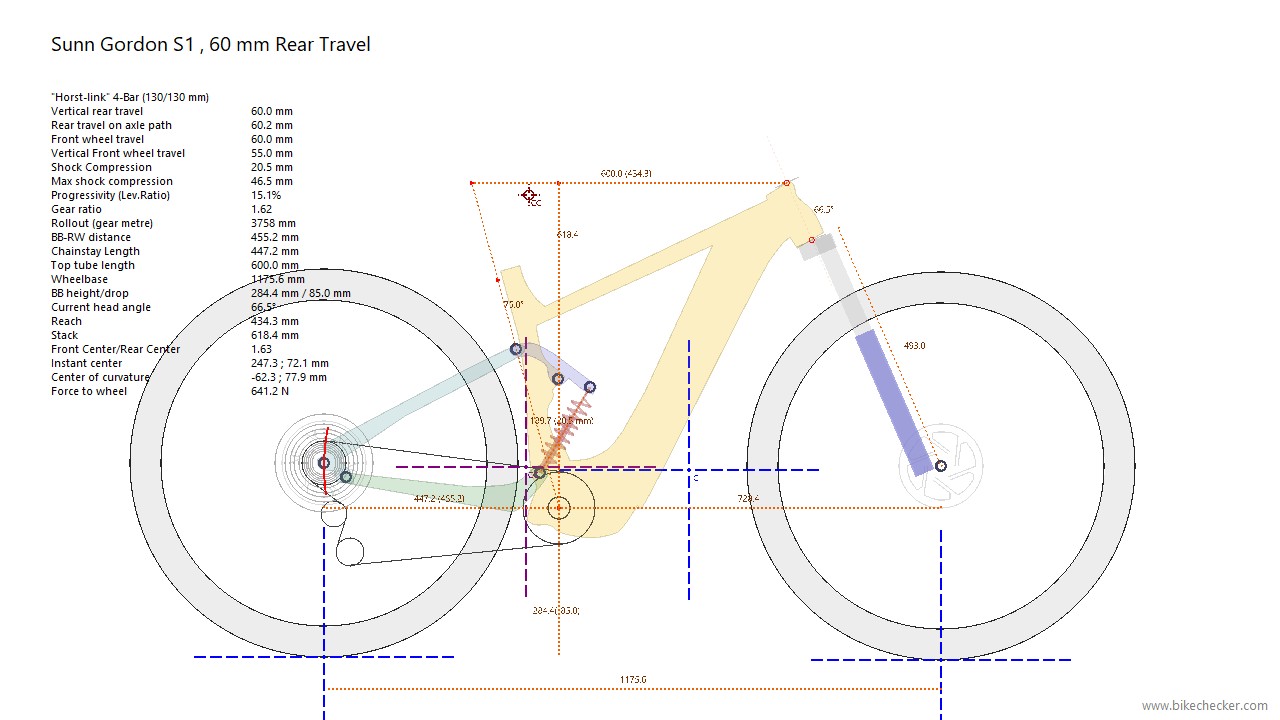 Sunn Gordon S1 , 60 mm Rear Travel
"Horst-link" 4-Bar (130/130 mm)
Vertical rear travel 60.0 mm
Rear travel on axle path 60.2 mm
Front wheel travel 60.0 mm
Vertical Front wheel travel 55.0 mm
Shock Compression 20.5 mm
Max shock compression 46.5 mm
Progressivity (Lev.Ratio) 15.1%
Gear ratio 1.62
Rollout (gear metre) 3758 mm
BB-RW distance 455.2 mm
Chainstay Length 447.2 mm
Top tube length 600.0 mm
Wheelbase 1175.6 mm
BB height/drop 284.4 mm / 85.0 mm
Current head angle 66.5°
Reach 434.3 mm
Stack 618.4 mm
Front Center/Rear Center 1.63
Instant center 247.3 ; 72.1 mm
Center of curvature -62.3 ; 77.9 mm
Force to wheel 641.2 N
600.0 (434.3)
CC
66.5°
618.4
75.0°
493.0
(20.5 mm)
C
447.2 (455.2)
728.4
284.4(85.0)
1175.6
www.bikechecker.com